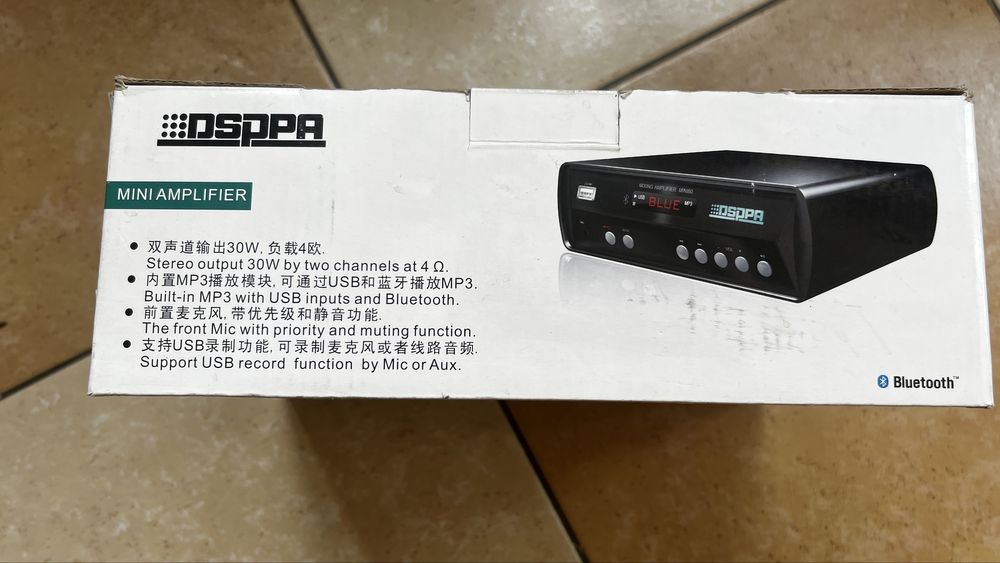 DSPPA
MINI AMPLIFIER
双声道输出30W, 负载4欧.
Stereo output 30W by two channels at 4 Ω.
内置MP3播放模块, 可通过USB和蓝牙播放MP3.
Built-in MP3 with USB inputs and Bluetooth.
前置麦克风, 带优先级和静音功能.
The front Mic with priority and muting function.
支持USB录制功能, 可录制麦克风或者线路音频.
Support USB record function by Mic or Aux.
MIXING AMPLIFIER
USB
BLUE
MP3
DSPPA
Bluetooth™